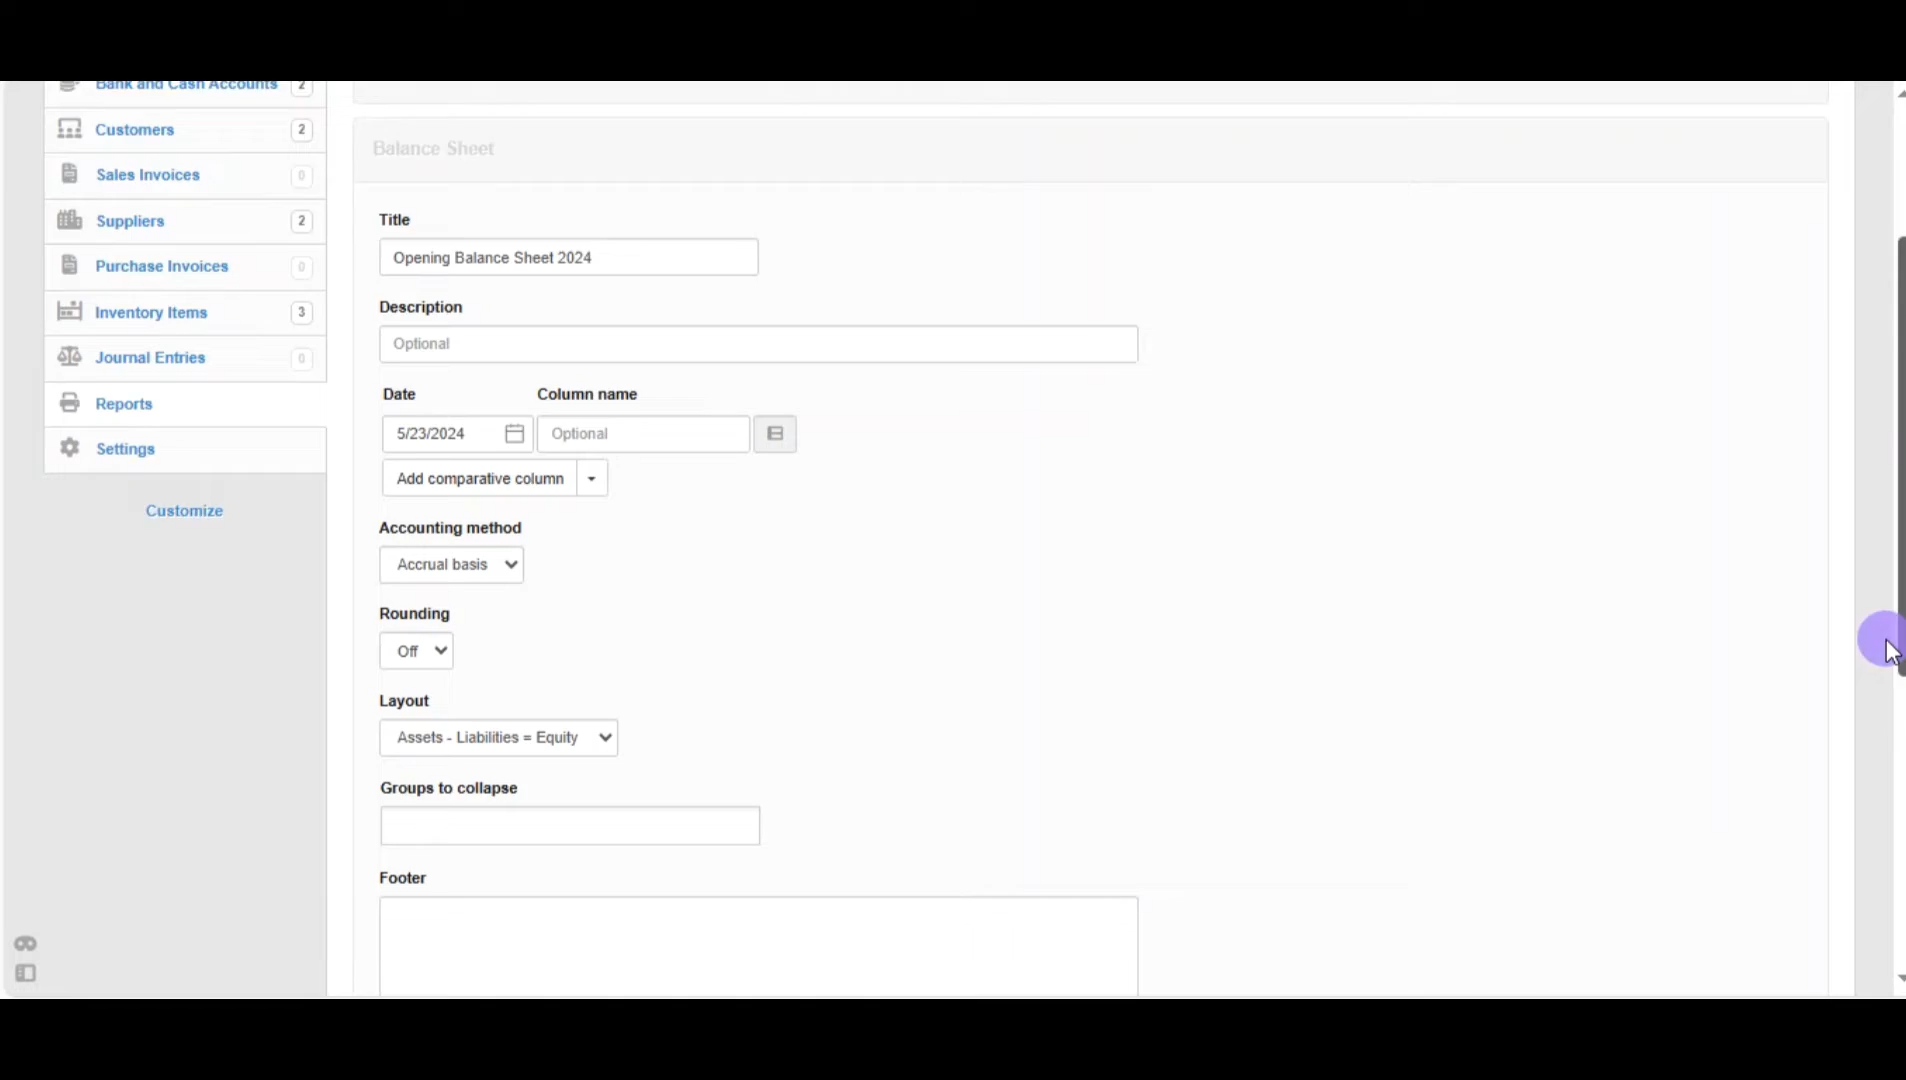 Bank and Cash Accounts 2
Customers 2
Sales Invoices 0
Suppliers 2
Purchase Invoices 0
Inventory Items 3
Journal Entries 0
Reports
Settings
Customize
Balance Sheet
Title
Opening Balance Sheet 2024
Description
Optional
Date Column name
5/23/2024 Optional
Add comparative column
Accounting method
Accrual basis
Rounding
Off
Layout
Assets - Liabilities = Equity
Groups to collapse
Footer